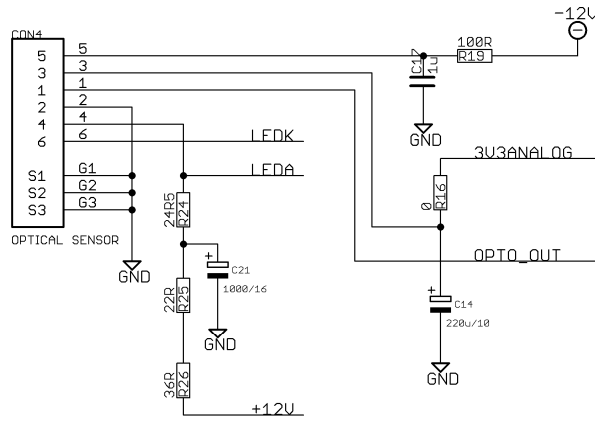 -12V
CON4
5 5
3 3
1 1
2 2
4 4
6 6
S1 G1
S2 G2
S3 G3
OPTICAL SENSOR
GND
LEDK
LEDA
24R5
R24
C21
1000/16
GND
22R
R25
36R
R26
+12V
100R
R19
C17
1u
GND
3V3ANALOG
0
R16
OPTO_OUT
C14
220u/10
GND